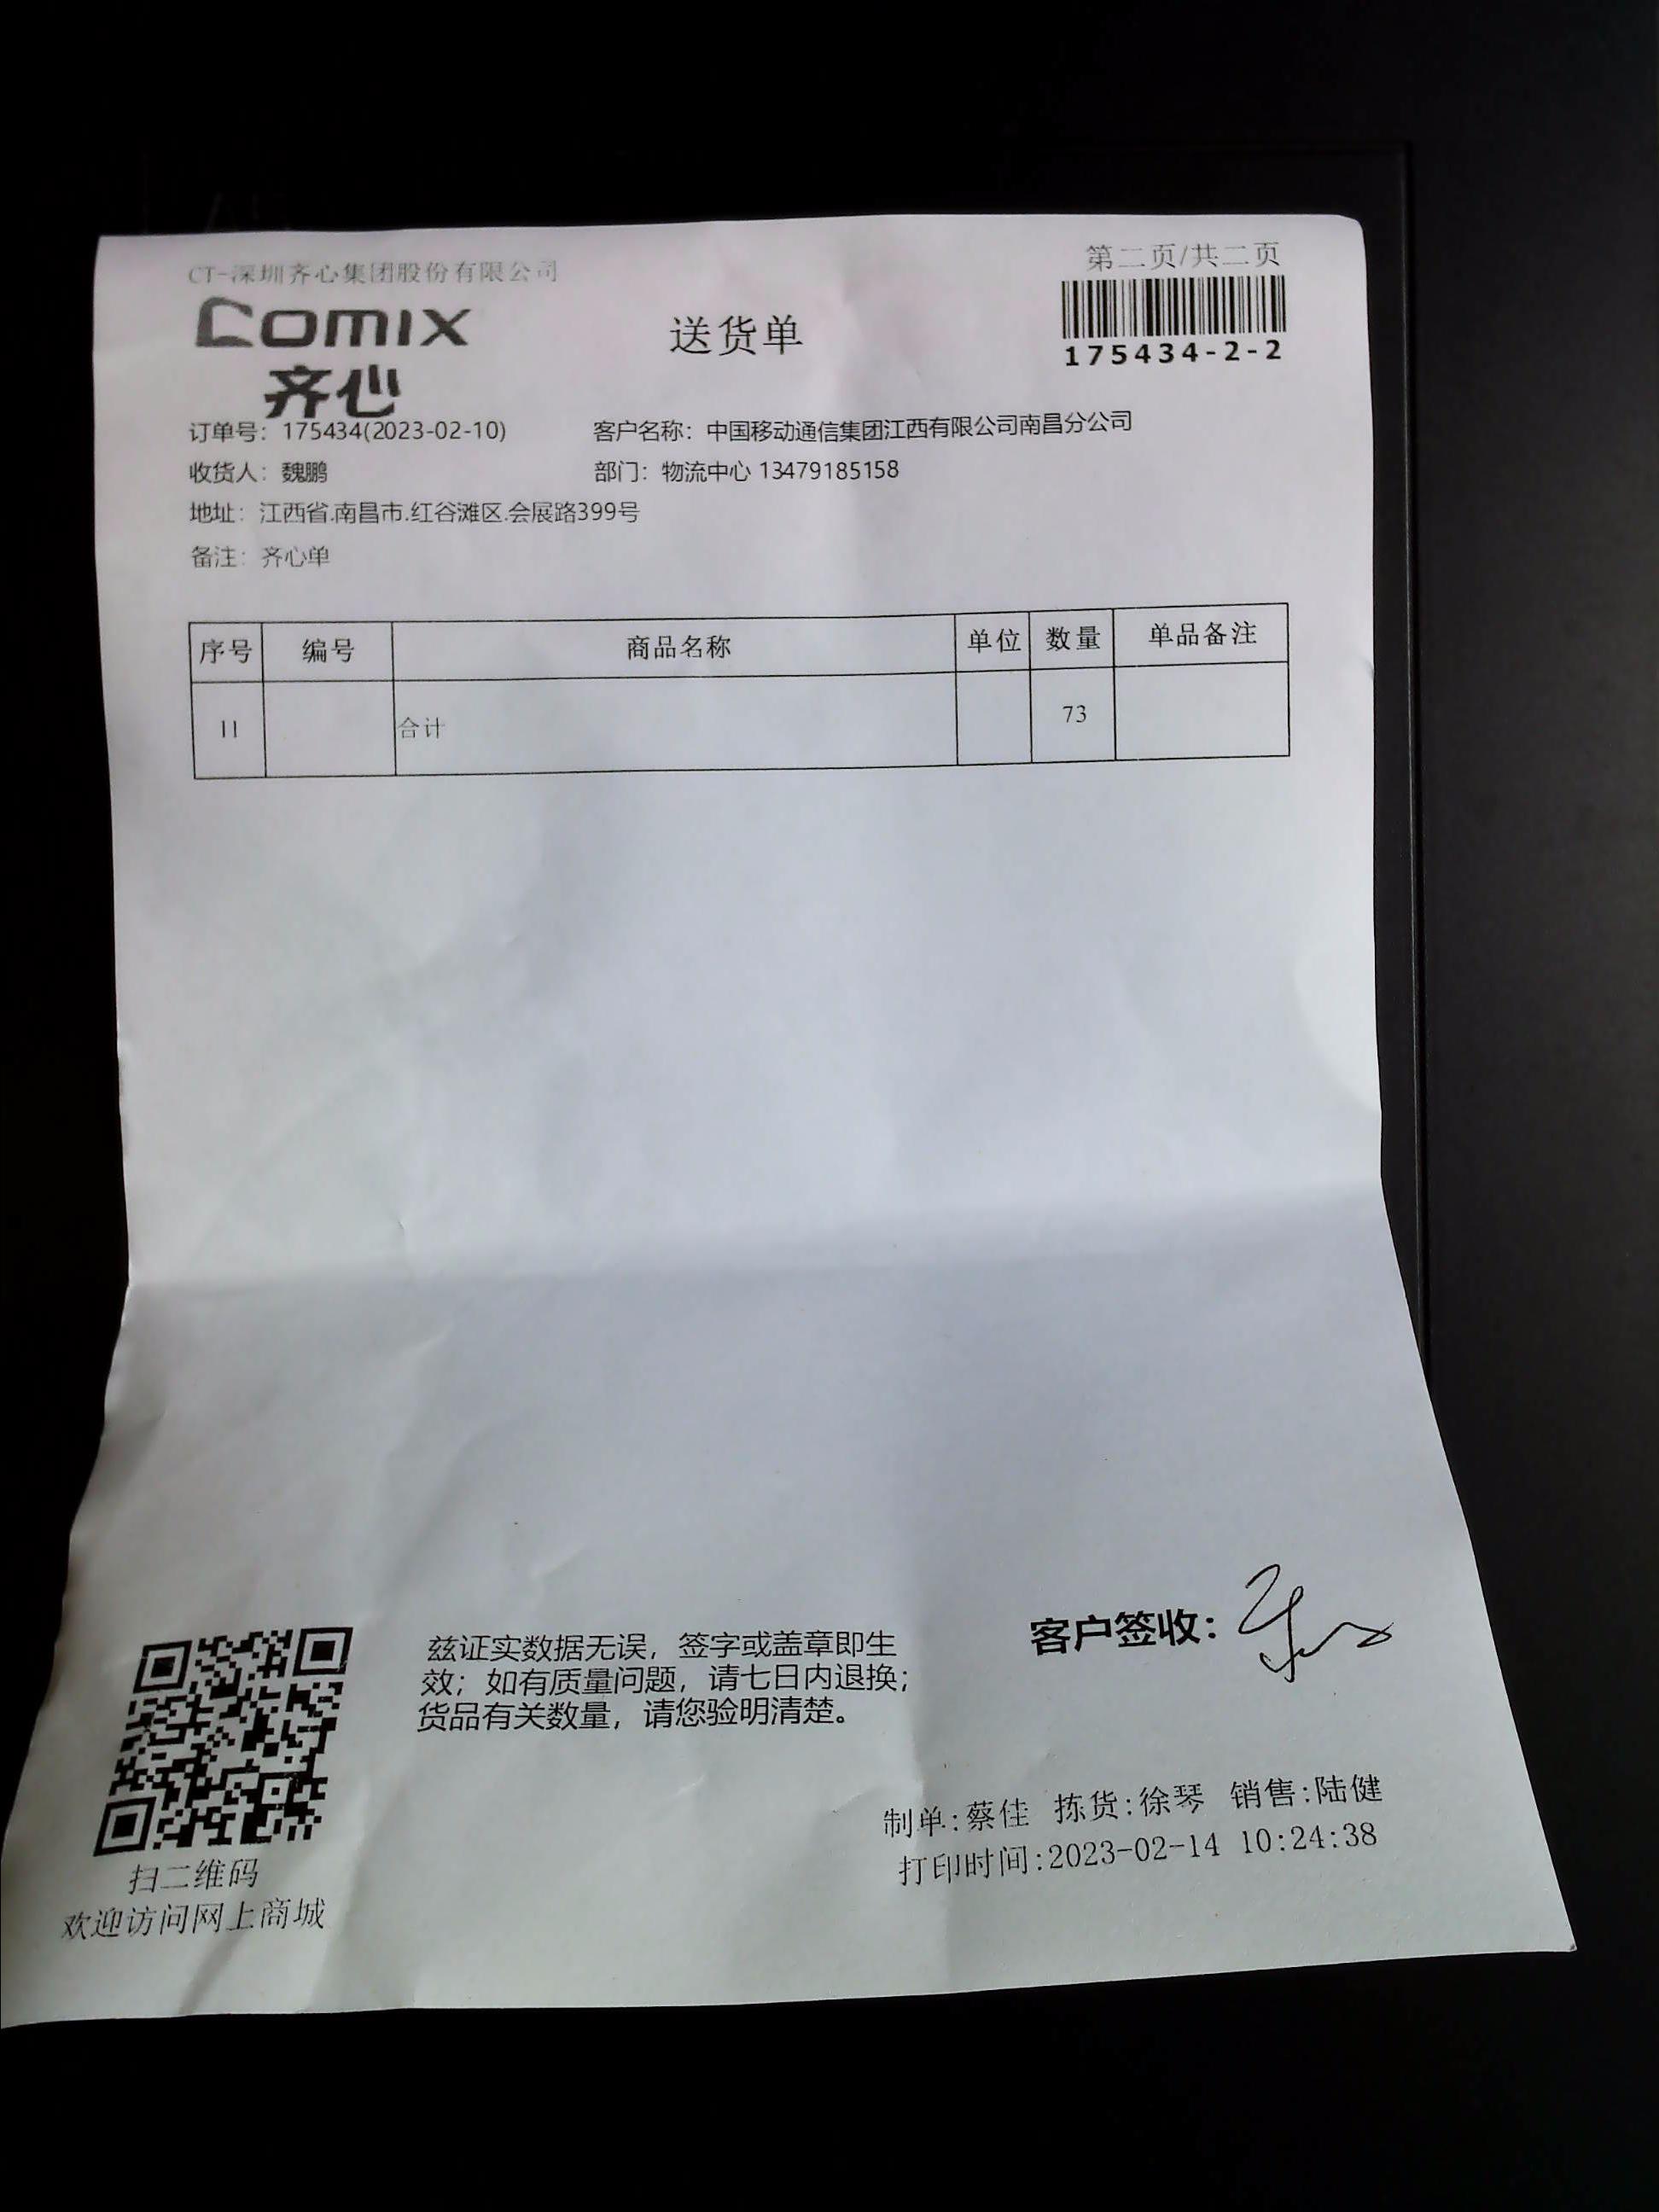 CT-深圳齐心集团股份有限公司
第二页/共二页
Comix
齐心
送货单
175434-2-2
订单号：175434(2023-02-10) 客户名称：中国移动通信集团江西有限公司南昌分公司
收货人：魏鹏 部门：物流中心 13479185158
地址：江西省.南昌市.红谷滩区.会展路399号
备注：齐心单
序号 编号 商品名称 单位 数量 单品备注
11 合计 73
兹证实数据无误，签字或盖章即生
效；如有质量问题，请七日内退换；
货品有关数量，请您验明清楚。
客户签收：
制单:蔡佳 拣货:徐琴 销售:陆健
打印时间:2023-02-14 10:24:38
扫二维码
欢迎访问网上商城